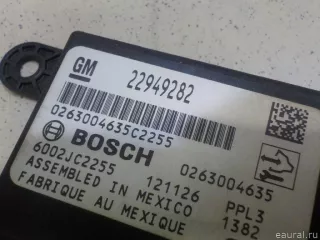 GM 22949282
0263004635C2255
BOSCH 0263004635
6002JC2255 121126 PPL3
ASSEMBLED IN MEXICO 1382
FABRIQUE AU MEXIQUE
eaural.ru